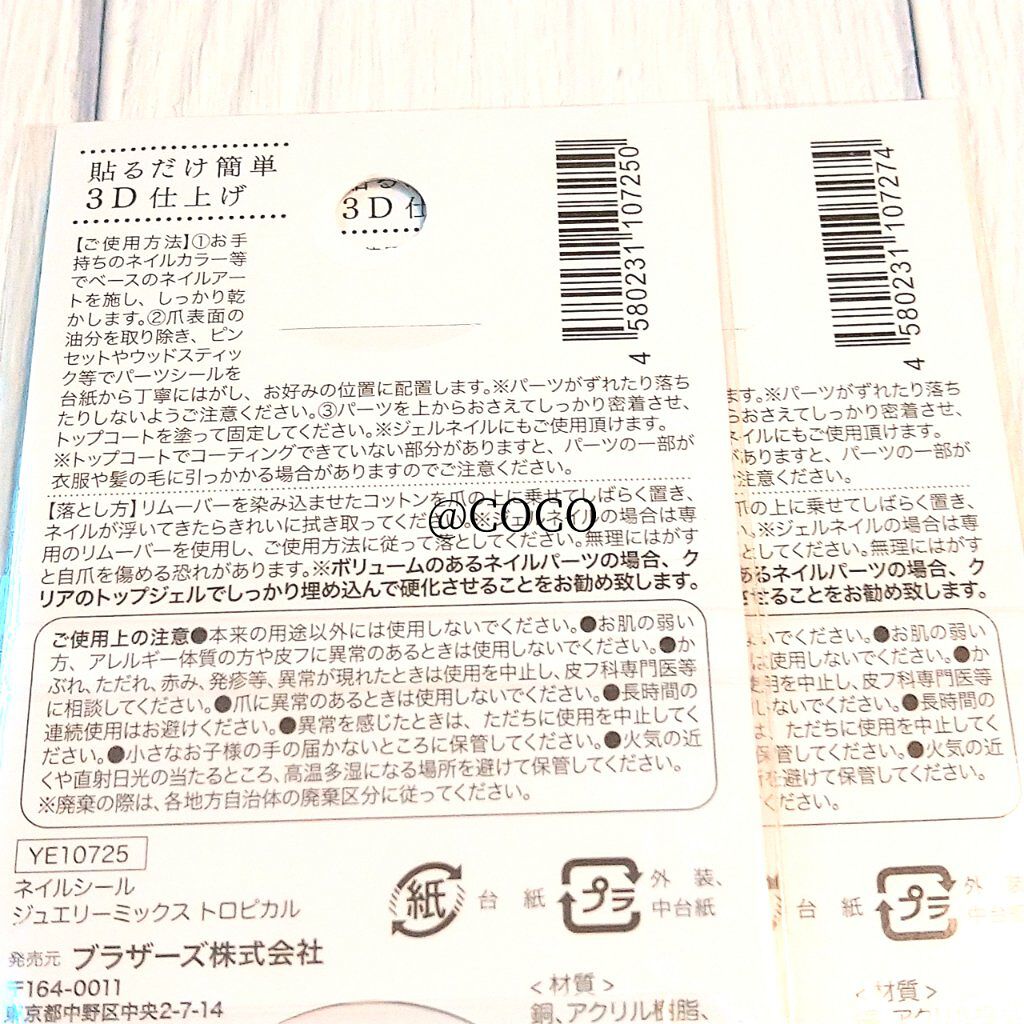 貼るだけ簡単
3D 仕上げ
3D 仕
【ご使用方法】①お手
持ちのネイルカラー等
でベースのネイルアー
トを施し、しっかり乾
かします。②爪表面の
油分を取り除き、ピン
セットやウッドスティッ
ク等でパーツシールを
台紙から丁寧にはがし、お好みの位置に配置します。※パーツがずれたり落ち
たりしないようご注意ください。③パーツを上からおさえてしっかり密着させ、
トップコートを塗って固定してください。※ジェルネイルにもご使用頂けます。
※トップコートでコーティングできていない部分がありますと、パーツの一部が
衣服や髪の毛に引っかかる場合がありますのでご注意ください。
【落とし方】リムーバーを染み込ませたコットンを爪の上に乗せてしばらく置き、
ネイルが浮いてきたらきれいに拭き取ってください。※ジェルネイルの場合は専
用のリムーバーを使用し、ご使用方法に従って落としてください。無理にはがす
と自爪を傷める恐れがあります。※ボリュームのあるネイルパーツの場合、ク
リアのトップジェルでしっかり埋め込んで硬化させることをお勧め致します。
@COCO
ご使用上の注意●本来の用途以外には使用しないでください。●お肌の弱い
方、アレルギー体質の方や皮フに異常のあるときは使用しないでください。●か
ぶれ、ただれ、赤み、発疹等、異常が現れたときは使用を中止し、皮フ科専門医等
に相談してください。●爪に異常のあるときは使用しないでください。●長時間の
連続使用はお避けください。●異常を感じたときは、ただちに使用を中止してく
ださい。●小さなお子様の手の届かないところに保管してください。●火気の近
くや直射日光の当たるところ、高温多湿になる場所を避けて保管してください。
※廃棄の際は、各地方自治体の廃棄区分に従ってください。
YE10725
ネイルシール
ジュエリーミックス トロピカル
発売元 ブラザーズ株式会社
〒164-0011
東京都中野区中央2-7-14
紙 台 紙
プラ 外 装、
中台紙
<材質>
銅、アクリル樹脂、
4 580231 107250
4 580231 107274
ます。※パーツがずれたり落ち
らおさえてしっかり密着させ、
ネイルにもご使用頂けます。
がありますと、パーツの一部が
注意ください。
爪の上に乗せてしばらく置き、
い。※ジェルネイルの場合は専
としてください。無理にはがす
あるネイルパーツの場合、ク
せることをお勧め致します。
いでください。●お肌の弱い
は使用しないでください。●か
用を中止し、皮フ科専門医等
ないでください。●長時間の
は、ただちに使用を中止してく
管してください。●火気の近
を避けて保管してください。
ください。
台 紙
プラ 外 装
中台紙
材質>
アクリル